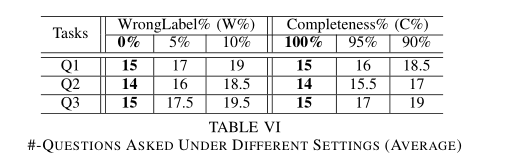 Tasks WrongLabel% (W%) Completeness% (C%)
0% 5% 10% 100% 95% 90%
Q1 15 17 19 15 16 18.5
Q2 14 16 18.5 14 15.5 17
Q3 15 17.5 19.5 15 17 19
TABLE VI
#-QUESTIONS ASKED UNDER DIFFERENT SETTINGS (AVERAGE)